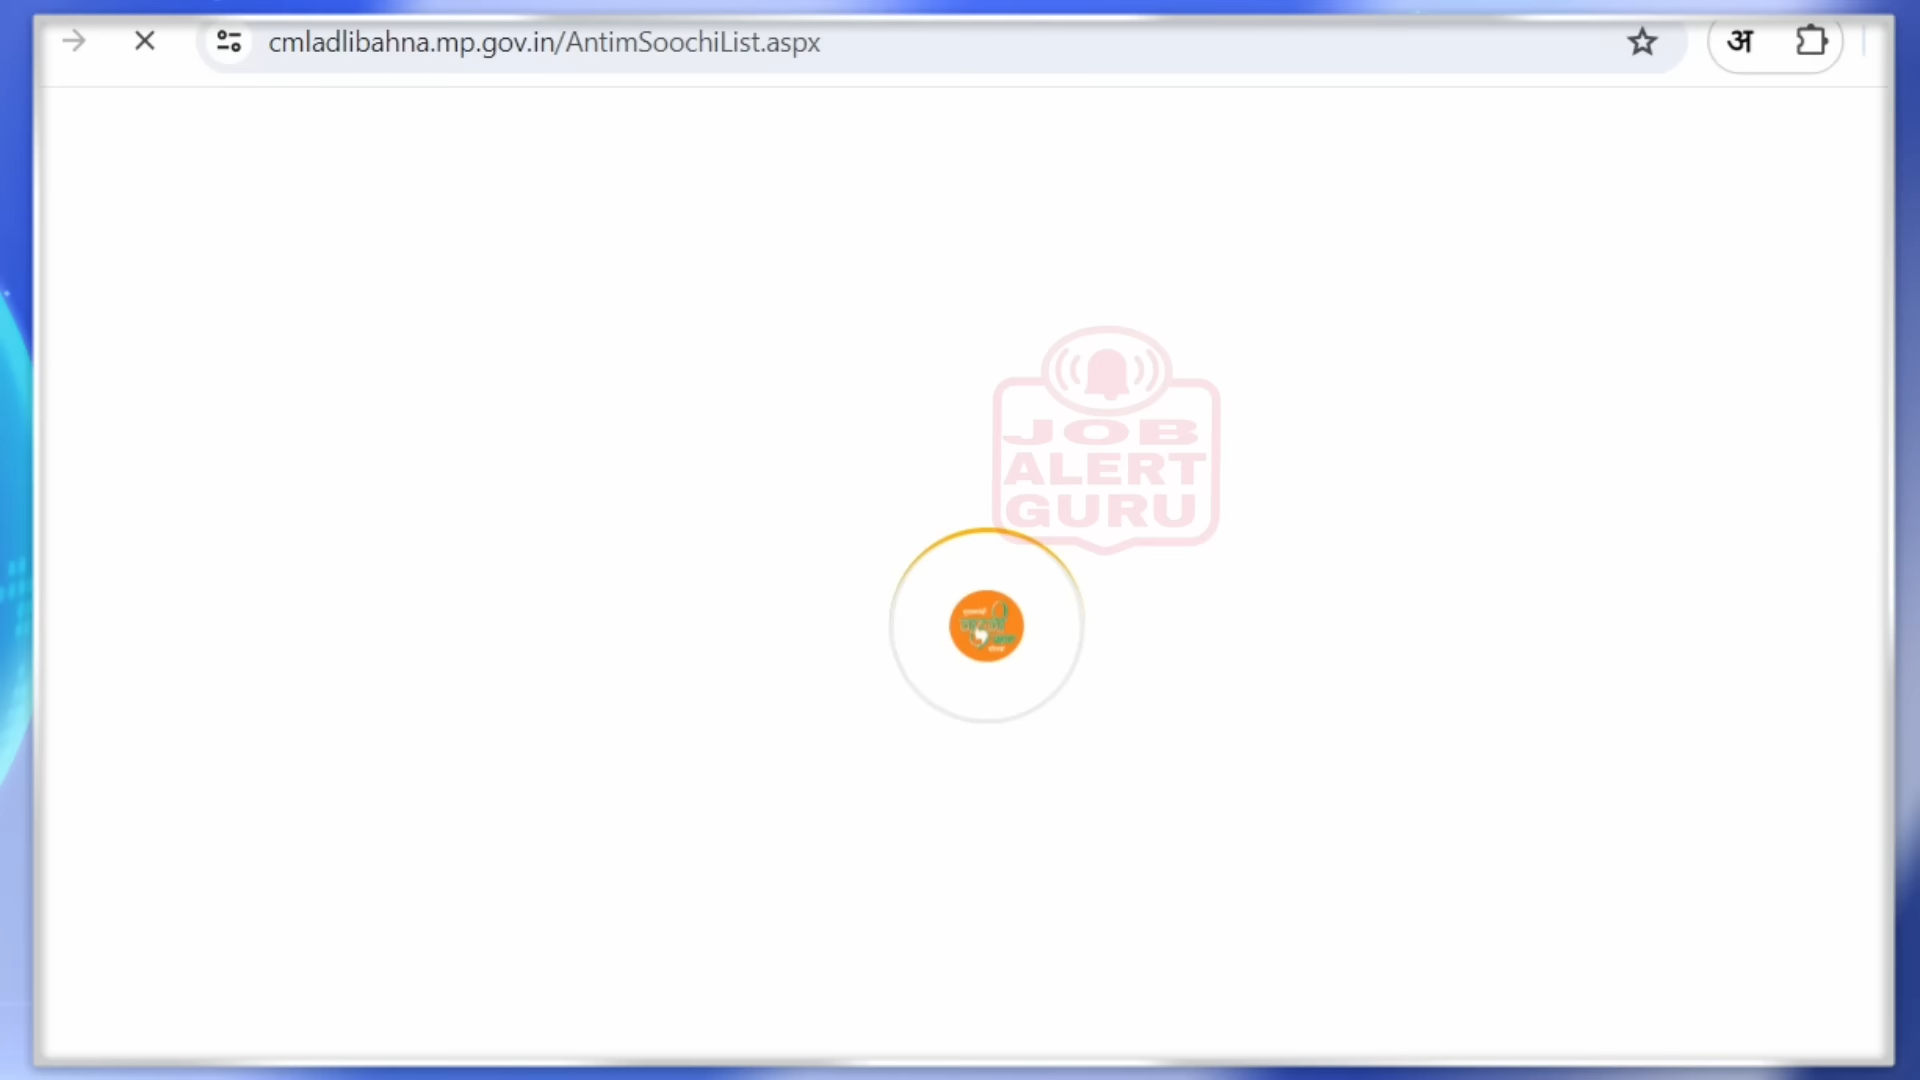 cmladlibahna.mp.gov.in/AntimSoochiList.aspx
अ
JOB
ALERT
GURU